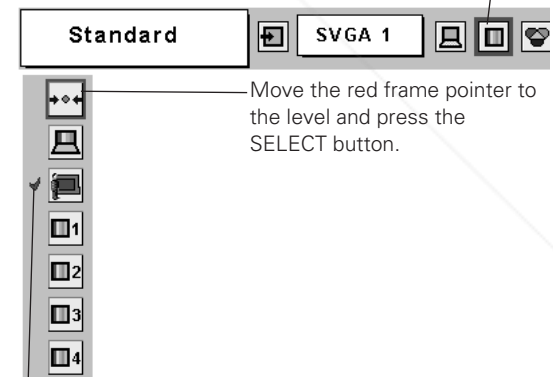 Standard
SVGA 1
Move the red frame pointer to
the level and press the
SELECT button.
1
2
3
4